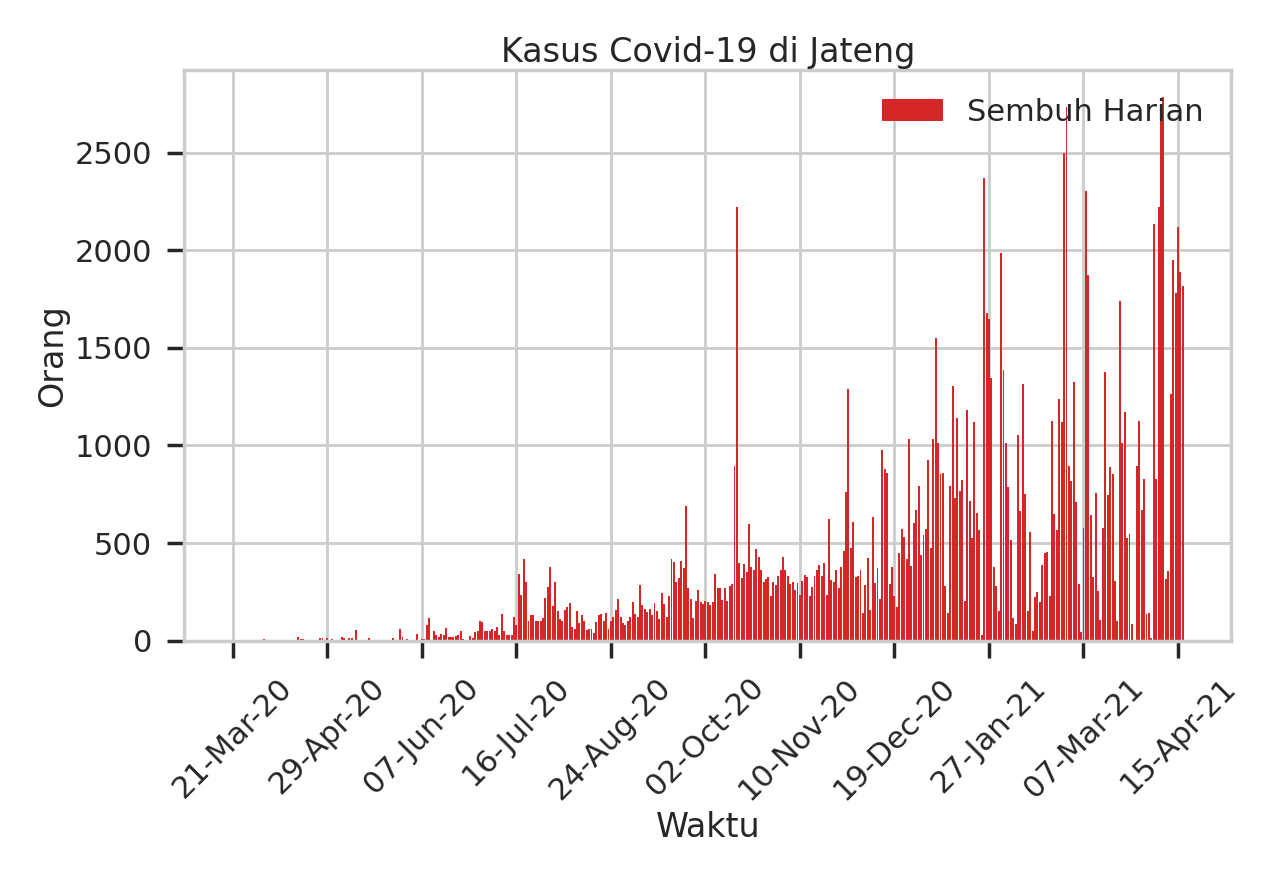 Kasus Covid-19 di Jateng
Sembuh Harian
Orang
2500
2000
1500
1000
500
0
21-Mar-20
29-Apr-20
07-Jun-20
16-Jul-20
24-Aug-20
02-Oct-20
10-Nov-20
19-Dec-20
27-Jan-21
07-Mar-21
15-Apr-21
Waktu